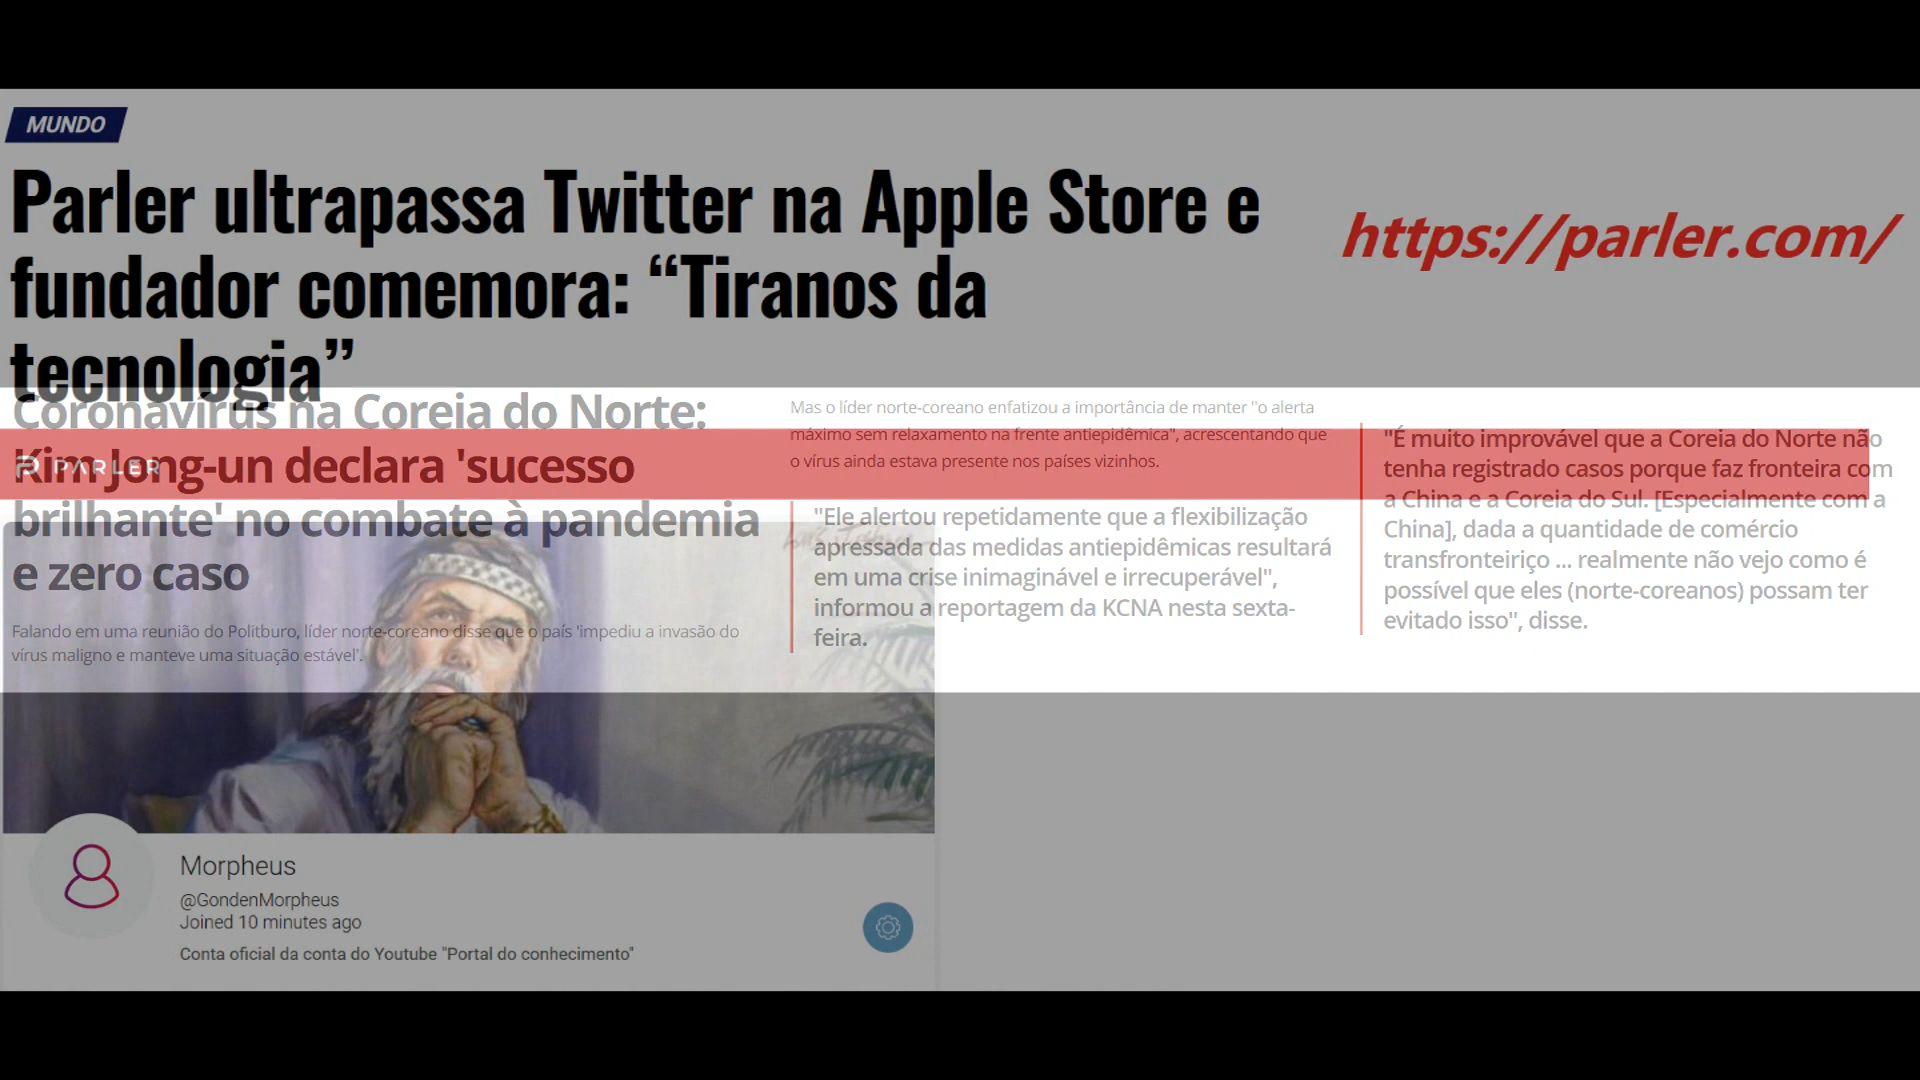 MUNDO
Parler ultrapassa Twitter na Apple Store e
fundador comemora: “Tiranos da
tecnologia”
https://parler.com/
Coronavírus na Coreia do Norte:
Kim Jong-un declara 'sucesso
brilhante' no combate à pandemia
e zero caso
Falando em uma reunião do Politburo, líder norte-coreano disse que o país 'impediu a invasão do
vírus maligno e manteve uma situação estável'.
Mas o líder norte-coreano enfatizou a importância de manter "o alerta
máximo sem relaxamento na frente antiepidêmica", acrescentando que
o vírus ainda estava presente nos países vizinhos.
"Ele alertou repetidamente que a flexibilização
apressada das medidas antiepidêmicas resultará
em uma crise inimaginável e irrecuperável",
informou a reportagem da KCNA nesta sexta-
feira.
"É muito improvável que a Coreia do Norte não
tenha registrado casos porque faz fronteira com
a China e a Coreia do Sul. [Especialmente com a
China], dada a quantidade de comércio
transfronteiriço ... realmente não vejo como é
possível que eles (norte-coreanos) possam ter
evitado isso", disse.
PARLER
Morpheus
@GondenMorpheus
Joined 10 minutes ago
Conta oficial da conta do Youtube "Portal do conhecimento"